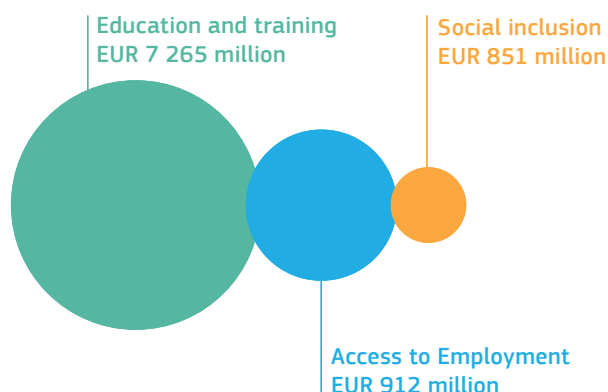 Education and training
EUR 7 265 million
Social inclusion
EUR 851 million
Access to Employment
EUR 912 million